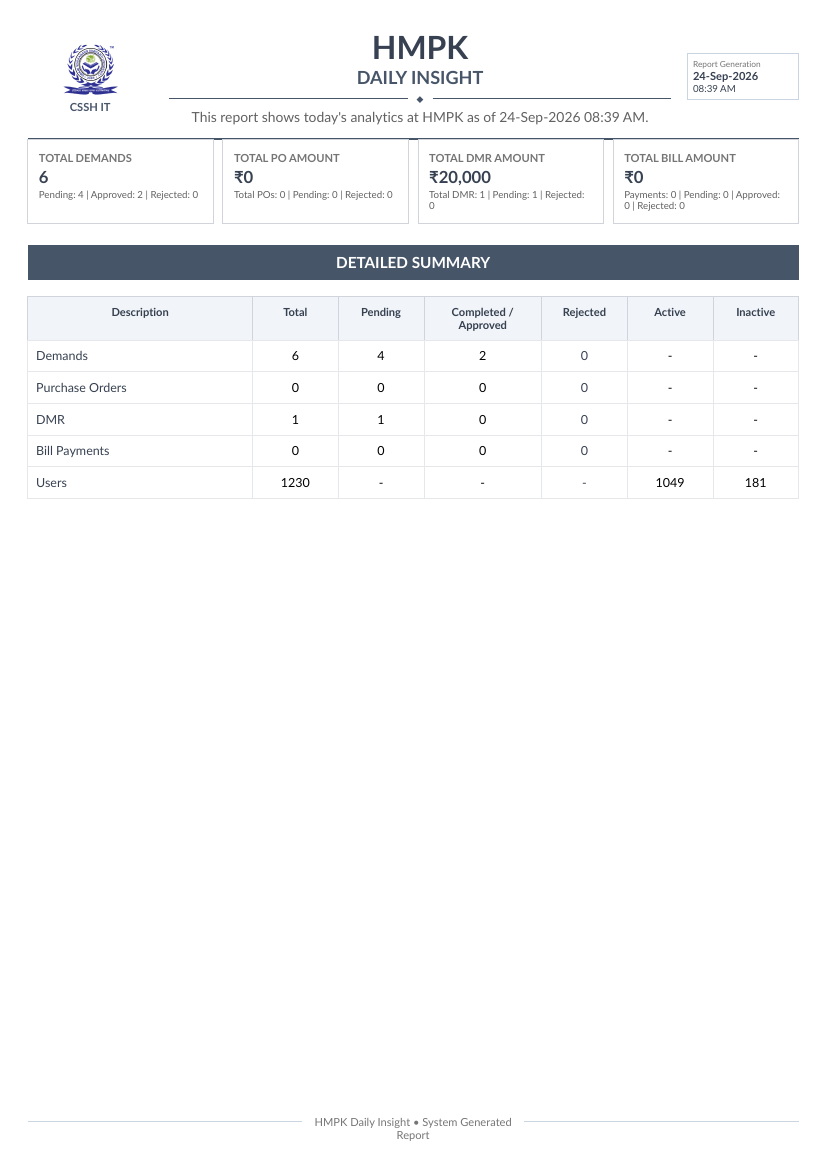 HMPK
DAILY INSIGHT
This report shows today's analytics at HMPK as of 24-Sep-2026 08:39 AM.
CSSH IT
Report Generation
24-Sep-2026
08:39 AM
TOTAL DEMANDS
6
Pending: 4 | Approved: 2 | Rejected: 0
TOTAL PO AMOUNT
₹0
Total POs: 0 | Pending: 0 | Rejected: 0
TOTAL DMR AMOUNT
₹20,000
Total DMR: 1 | Pending: 1 | Rejected:
0
TOTAL BILL AMOUNT
₹0
Payments: 0 | Pending: 0 | Approved:
0 | Rejected: 0
DETAILED SUMMARY
Description Total Pending Completed / Approved Rejected Active Inactive
Demands 6 4 2 0 - -
Purchase Orders 0 0 0 0 - -
DMR 1 1 0 0 - -
Bill Payments 0 0 0 0 - -
Users 1230 - - - 1049 181
HMPK Daily Insight • System Generated
Report